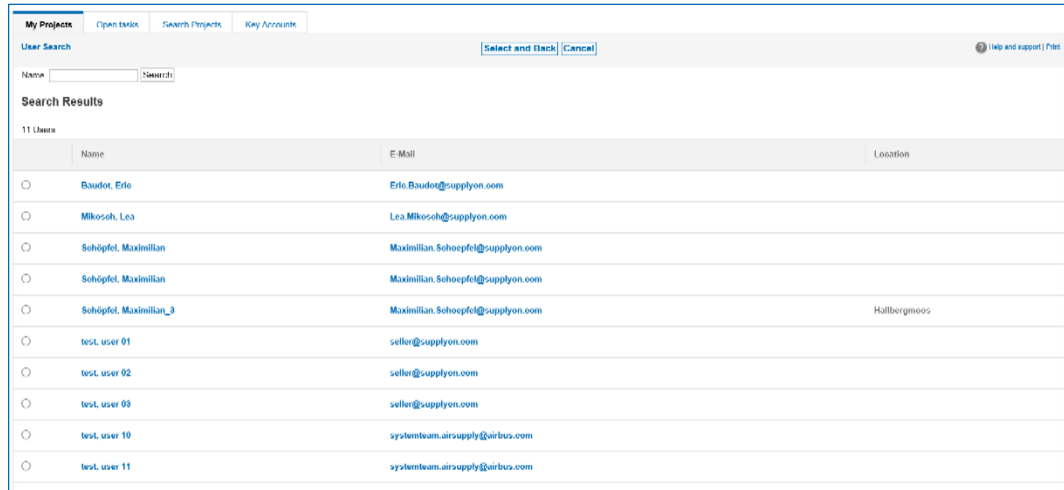 My Projects Open tasks Search Projects Key Accounts
User Search Select and Back Cancel ? Help and support | Print
Name Search
Search Results
11 Users
Name E-Mail Location
Baudot, Eric Eric.Baudot@supplyon.com
Mikosch, Lea Lea.Mikosch@supplyon.com
Schöpfel, Maximilian Maximilian.Schoepfel@supplyon.com
Schöpfel, Maximilian Maximilian.Schoepfel@supplyon.com
Schöpfel, Maximilian_3 Maximilian.Schoepfel@supplyon.com Hallbergmoos
test, user 01 seller@supplyon.com
test, user 02 seller@supplyon.com
test, user 03 seller@supplyon.com
test, user 10 systemteam.airsupply@airbus.com
test, user 11 systemteam.airsupply@airbus.com